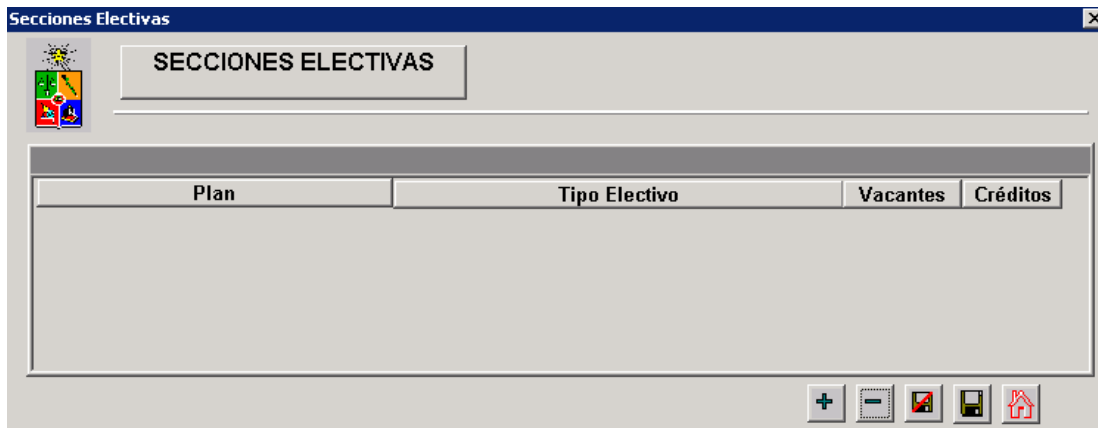 Secciones Electivas
SECCIONES ELECTIVAS
Plan Tipo Electivo Vacantes Créditos